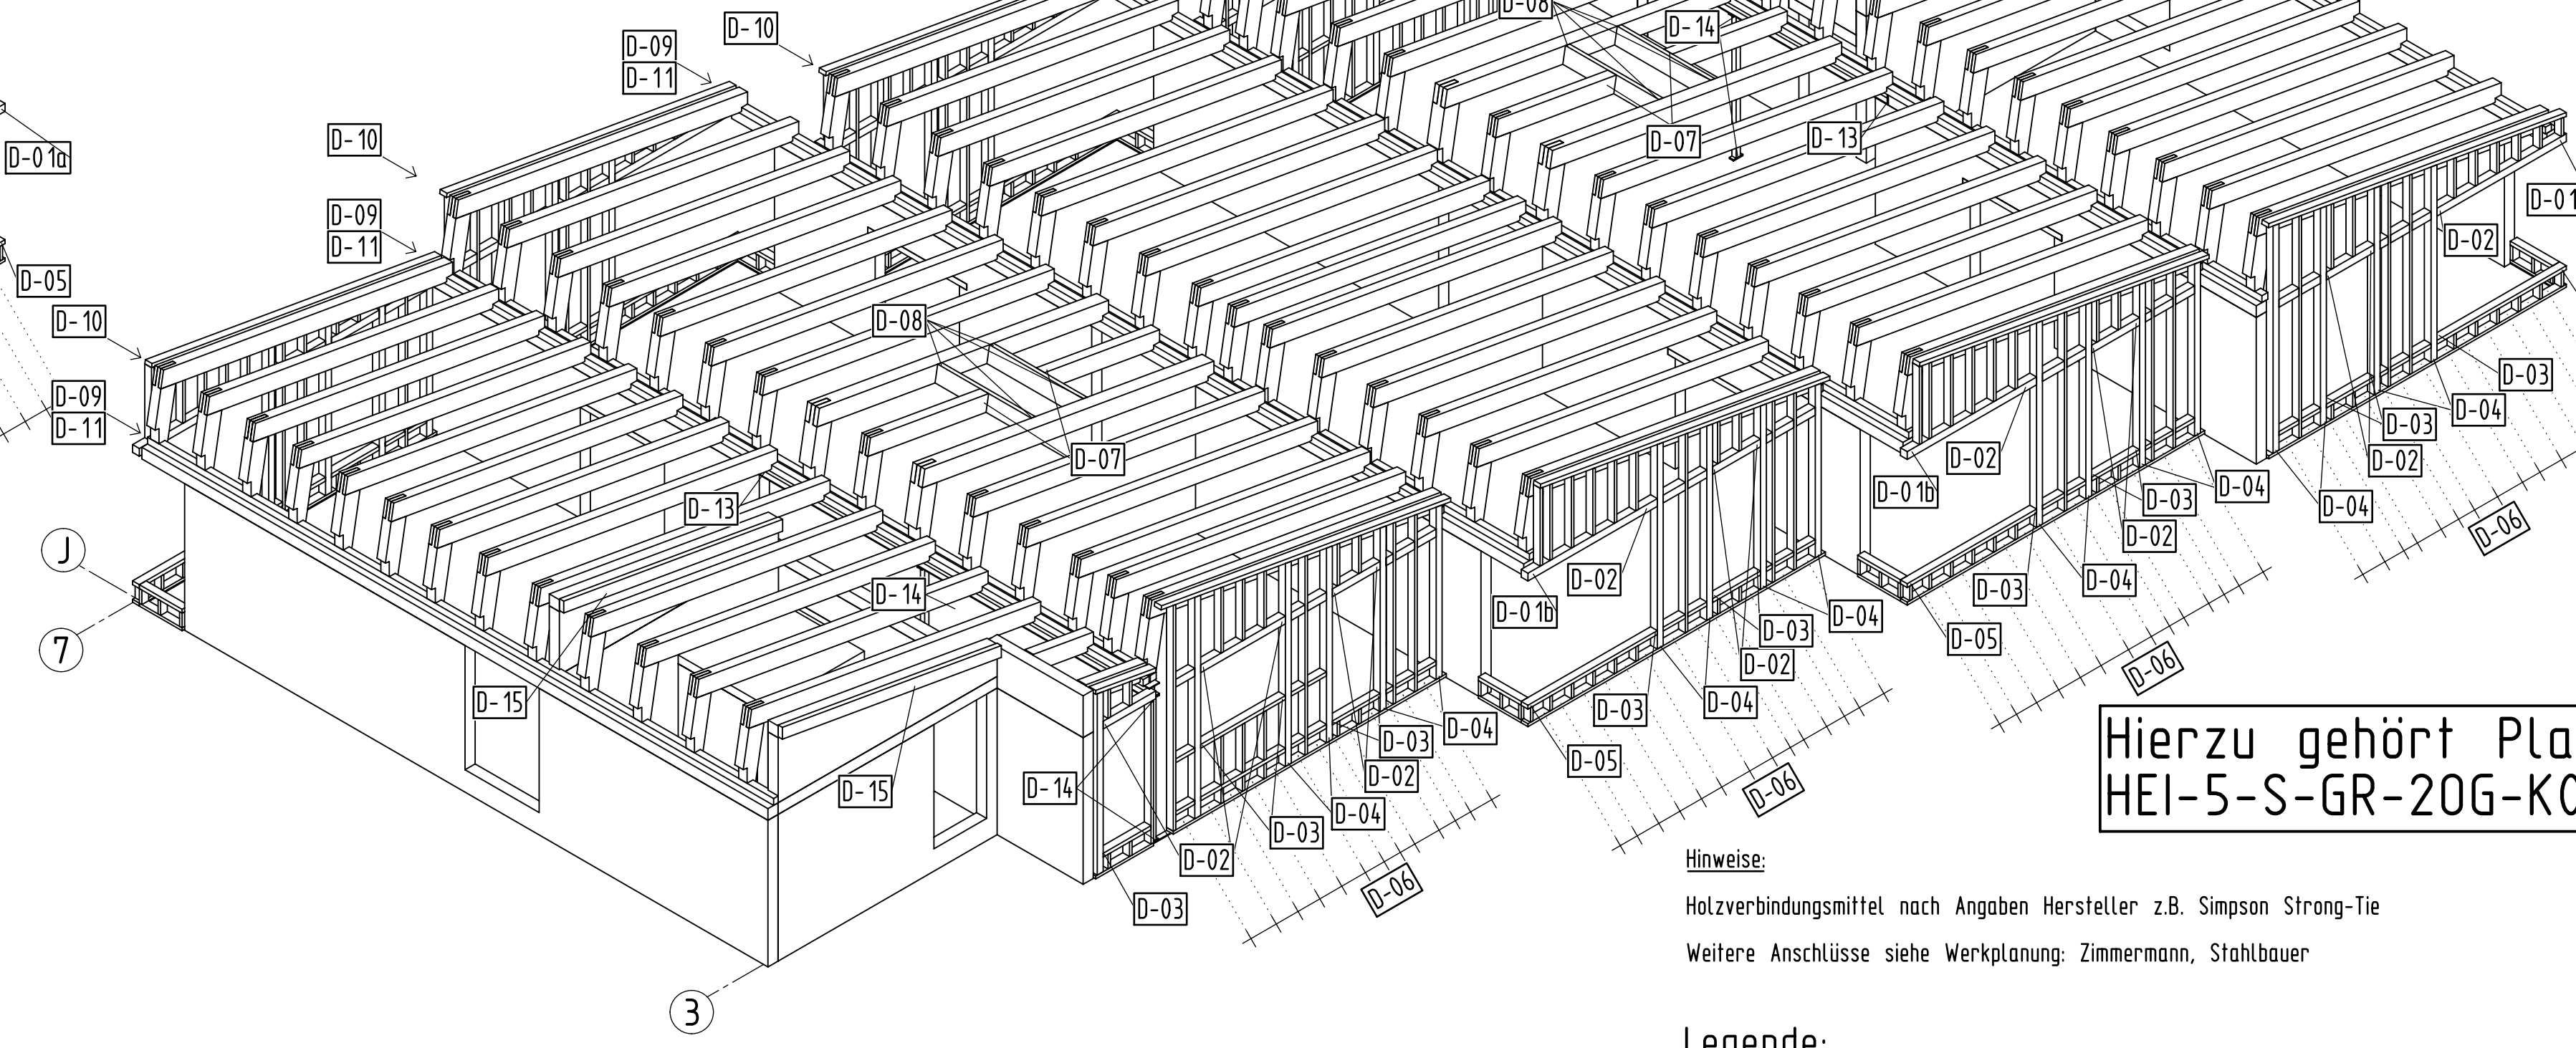 D-08
D-10
D-14
D-09
D-11
D-07
D-13
D-10
D-01a
D-01
D-09
D-11
D-02
D-05
D-10
D-08
D-03
D-09
D-11
D-04
D-03
D-07
D-02
D-02
D-04
D-01b
D-03
D-04
D-13
D-02
D-06
J
D-02
D-04
D-03
D-14
D-01b
D-04
D-03
D-05
7
D-02
D-06
D-15
D-04
D-03
Hierzu gehört Pla
D-04
D-03
D-05
D-02
D-14
D-15
D-06
HEI-5-S-GR-20G-K0
D-04
D-03
D-02
Hinweise:
D-06
D-03
Holzverbindungsmittel nach Angaben Hersteller z.B. Simpson Strong-Tie
Weitere Anschlüsse siehe Werkplanung: Zimmermann, Stahlbauer
3
Legende: